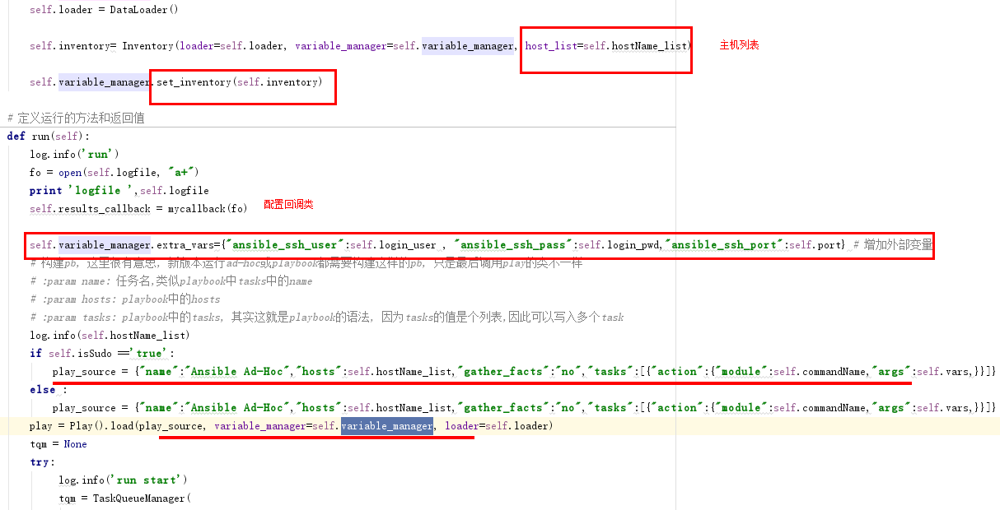 self.loader = DataLoader()
self.inventory= Inventory(loader=self.loader, variable_manager=self.variable_manager, host_list=self.hostName_list) 主机列表
self.variable_manager.set_inventory(self.inventory)
# 定义运行的方法和返回值
def run(self):
log.info('run')
fo = open(self.logfile, "a+")
print 'logfile ',self.logfile
self.results_callback = mycallback(fo) 配置回调类
self.variable_manager.extra_vars={"ansible_ssh_user":self.login_user , "ansible_ssh_pass":self.login_pwd,"ansible_ssh_port":self.port} # 增加外部变量
# 构建pb, 这里很有意思, 新版本运行ad-hoc或playbook都需要构建这样的pb, 只是最后调用play的类不一样
# :param name: 任务名,类似playbook中tasks中的name
# :param hosts: playbook中的hosts
# :param tasks: playbook中的tasks, 其实这就是playbook的语法, 因为tasks的值是个列表,因此可以写入多个task
log.info(self.hostName_list)
if self.isSudo =='true':
play_source = {"name":"Ansible Ad-Hoc","hosts":self.hostName_list,"gather_facts":"no","tasks":[{"action":{"module":self.commandName,"args":self.vars,}}]}
else :
play_source = {"name":"Ansible Ad-Hoc","hosts":self.hostName_list,"gather_facts":"no","tasks":[{"action":{"module":self.commandName,"args":self.vars,}}]}
play = Play().load(play_source, variable_manager=self.variable_manager, loader=self.loader)
tqm = None
try:
log.info('run start')
tqm = TaskQueueManager(